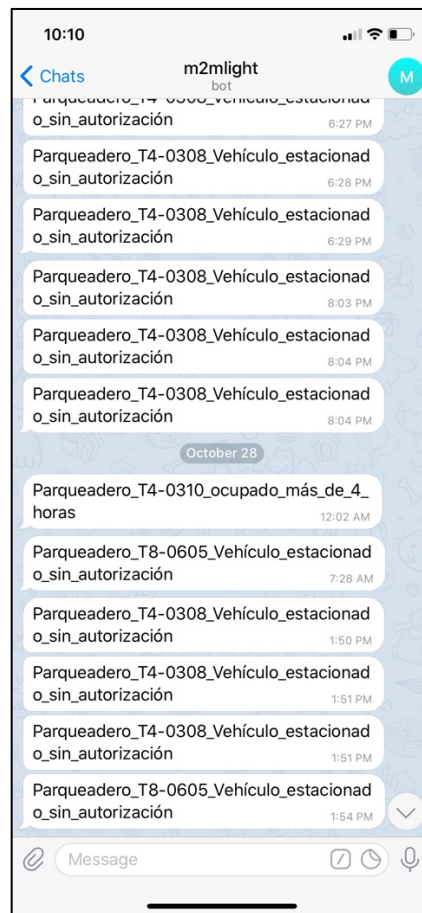 10:10
Chats
m2mlight
bot
M
Parqueadero_T4-0308_Vehículo_estacionad
o_sin_autorización
6:27 PM
Parqueadero_T4-0308_Vehículo_estacionad
o_sin_autorización
6:28 PM
Parqueadero_T4-0308_Vehículo_estacionad
o_sin_autorización
6:29 PM
Parqueadero_T4-0308_Vehículo_estacionad
o_sin_autorización
8:03 PM
Parqueadero_T4-0308_Vehículo_estacionad
o_sin_autorización
8:04 PM
Parqueadero_T4-0308_Vehículo_estacionad
o_sin_autorización
8:04 PM
October 28
Parqueadero_T4-0310_ocupado_más_de_4_
horas
12:02 AM
Parqueadero_T8-0605_Vehículo_estacionad
o_sin_autorización
7:28 AM
Parqueadero_T4-0308_Vehículo_estacionad
o_sin_autorización
1:50 PM
Parqueadero_T4-0308_Vehículo_estacionad
o_sin_autorización
1:51 PM
Parqueadero_T4-0308_Vehículo_estacionad
o_sin_autorización
1:51 PM
Parqueadero_T8-0605_Vehículo_estacionad
o_sin_autorización
1:54 PM
Message